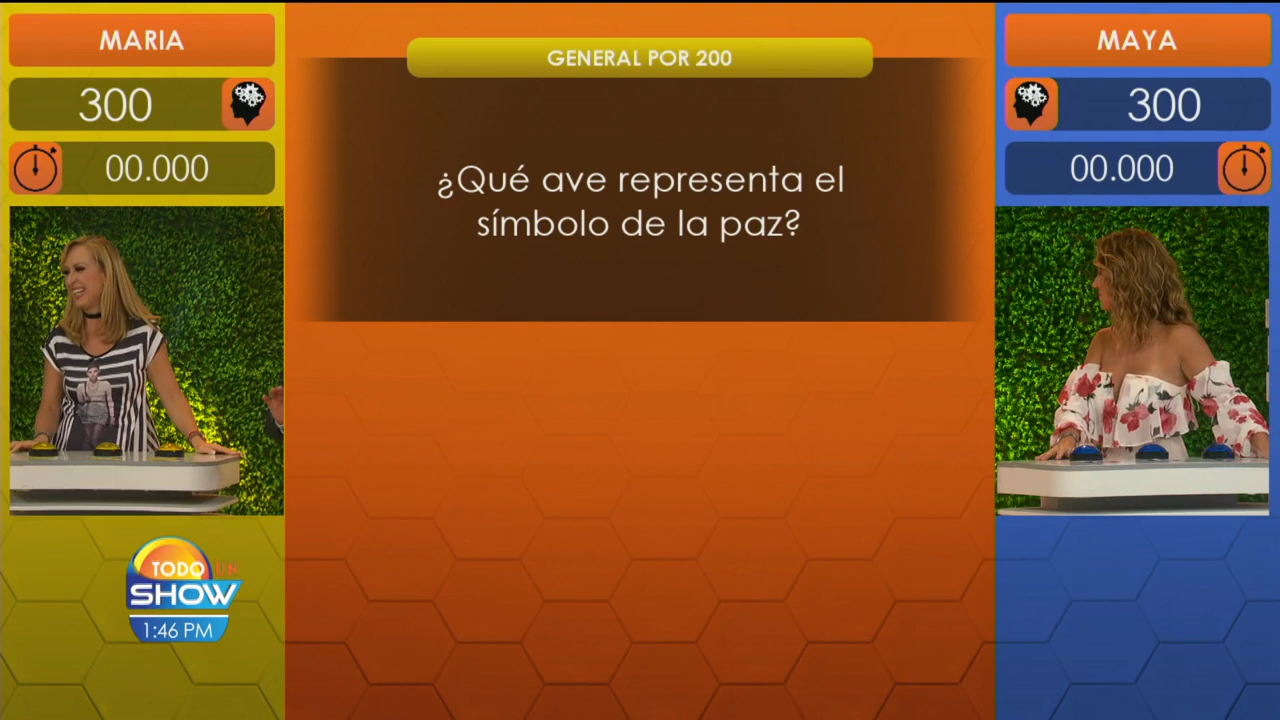 MARIA
300
00.000
GENERAL POR 200
¿Qué ave representa el
símbolo de la paz?
MAYA
300
00.000
TODO UN
SHOW
1:46 PM